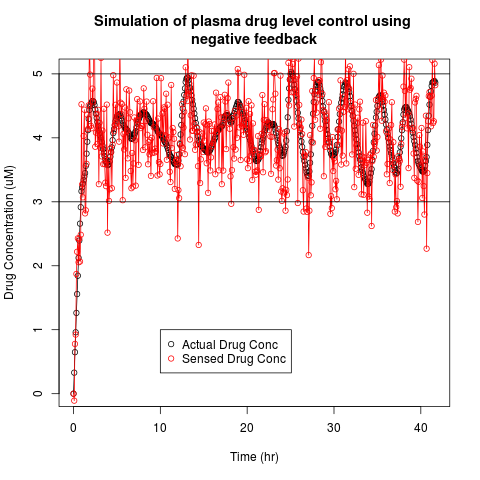 Simulation of plasma drug level control using
negative feedback
Drug Concentration (uM)
5
4
3
2
1
0
Actual Drug Conc
Sensed Drug Conc
0 10 20 30 40
Time (hr)